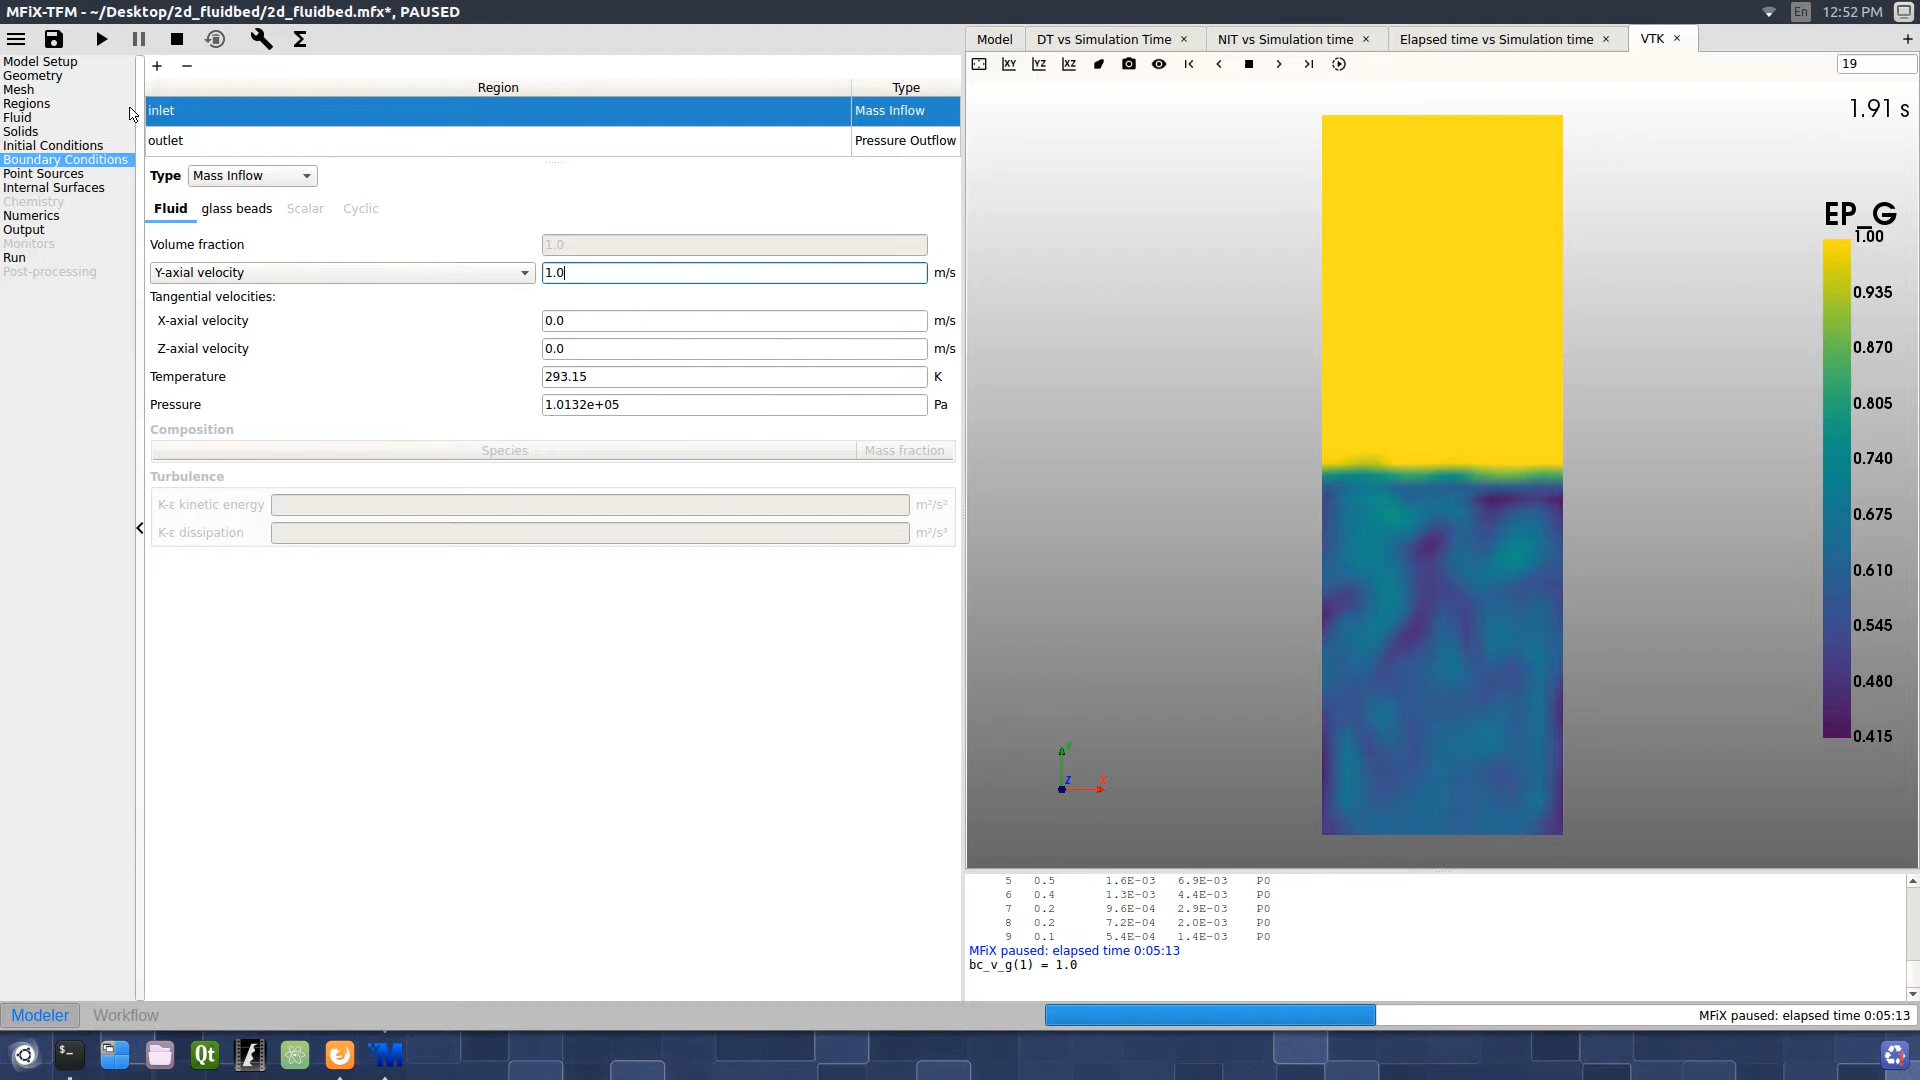 MFiX-TFM - ~/Desktop/2d_fluidbed/2d_fluidbed.mfx*, PAUSED
En
12:52 PM
Model Setup
Geometry
Mesh
Regions
Fluid
Solids
Initial Conditions
Boundary Conditions
Point Sources
Internal Surfaces
Chemistry
Numerics
Output
Monitors
Run
Post-processing
Region
Type
inlet
Mass Inflow
outlet
Pressure Outflow
Type
Mass Inflow
Fluid
glass beads
Scalar
Cyclic
Volume fraction
1.0
Y-axial velocity
1.0
m/s
Tangential velocities:
X-axial velocity
0.0
m/s
Z-axial velocity
0.0
m/s
Temperature
293.15
K
Pressure
1.0132e+05
Pa
Composition
Species
Mass fraction
Turbulence
K-ε kinetic energy
m²/s²
K-ε dissipation
m²/s³
Model
DT vs Simulation Time
NIT vs Simulation time
Elapsed time vs Simulation time
VTK
XY
YZ
XZ
19
1.91 s
EP_G
1.00
0.935
0.870
0.805
0.740
0.675
0.610
0.545
0.480
0.415
Y
Z
X
5 0.5 1.6E-03 6.9E-03 P0
6 0.4 1.3E-03 4.4E-03 P0
7 0.2 9.6E-04 2.9E-03 P0
8 0.2 7.2E-04 2.0E-03 P0
9 0.1 5.4E-04 1.4E-03 P0
MFiX paused: elapsed time 0:05:13
bc_v_g(1) = 1.0
Modeler
Workflow
MFiX paused: elapsed time 0:05:13
Qt